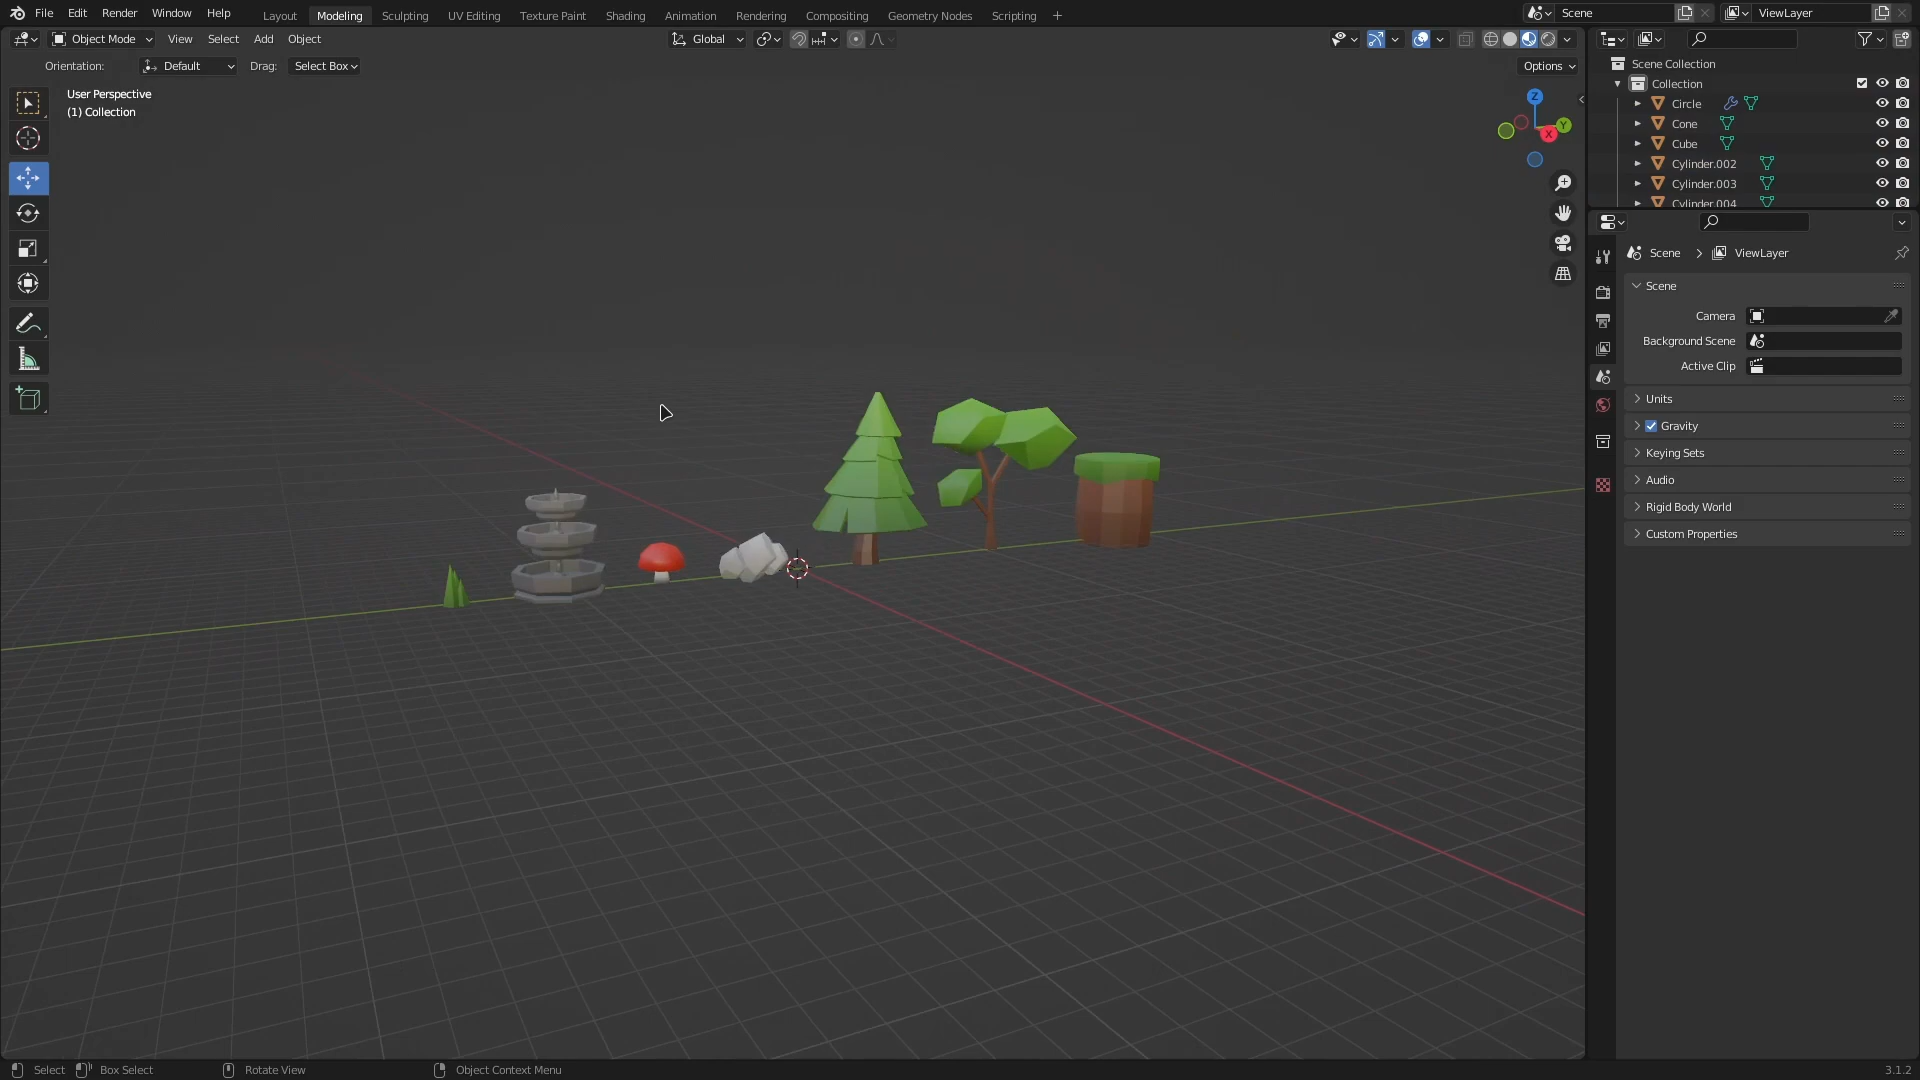 File Edit Render Window Help Layout Modeling Sculpting UV Editing Texture Paint Shading Animation Rendering Compositing Geometry Nodes Scripting + Scene ViewLayer
Object Mode View Select Add Object Global
Orientation: Default Drag: Select Box Options
User Perspective
(1) Collection
Z
Y
X
Scene Collection
Collection
Circle
Cone
Cube
Cylinder.002
Cylinder.003
Cylinder.004
Scene > ViewLayer
Scene
Camera
Background Scene
Active Clip
Units
Gravity
Keying Sets
Audio
Rigid Body World
Custom Properties
Select Box Select Rotate View Object Context Menu 3.1.2